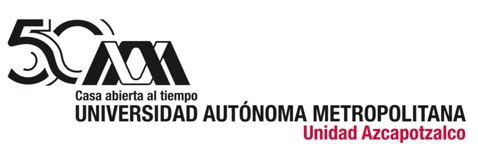 50
Casa abierta al tiempo
UNIVERSIDAD AUTÓNOMA METROPOLITANA
Unidad Azcapotzalco